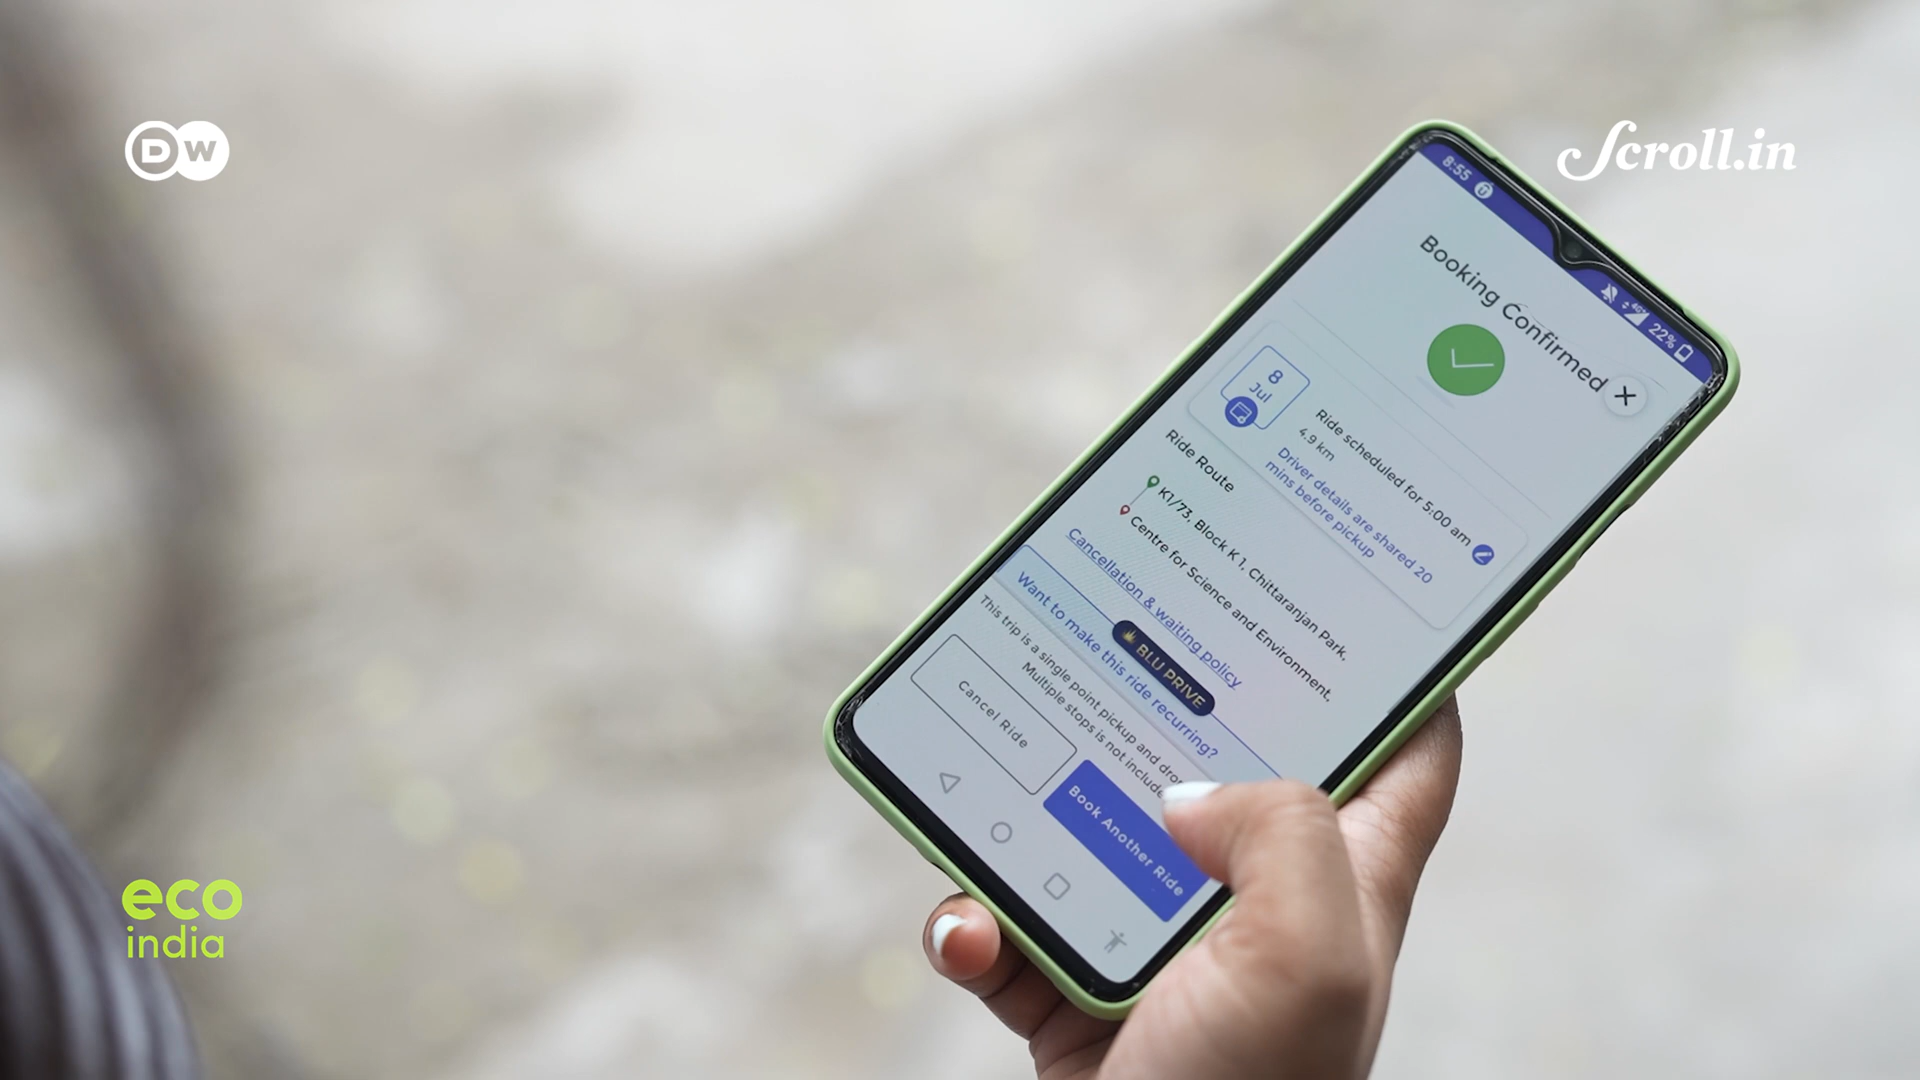 DW
Scroll.in
8:55
4G 22%
Booking Confirmed
8
Jul
Ride scheduled for 5:00 am
4.9 km
Driver details are shared 20
mins before pickup
Ride Route
K1/73, Block K 1, Chittaranjan Park,
Centre for Science and Environment,
Cancellation & waiting policy
BLU PRIVE
Want to make this ride recurring?
This trip is a single point pickup and
Multiple stops is not
Cancel Ride
Book Another Ride
eco
india